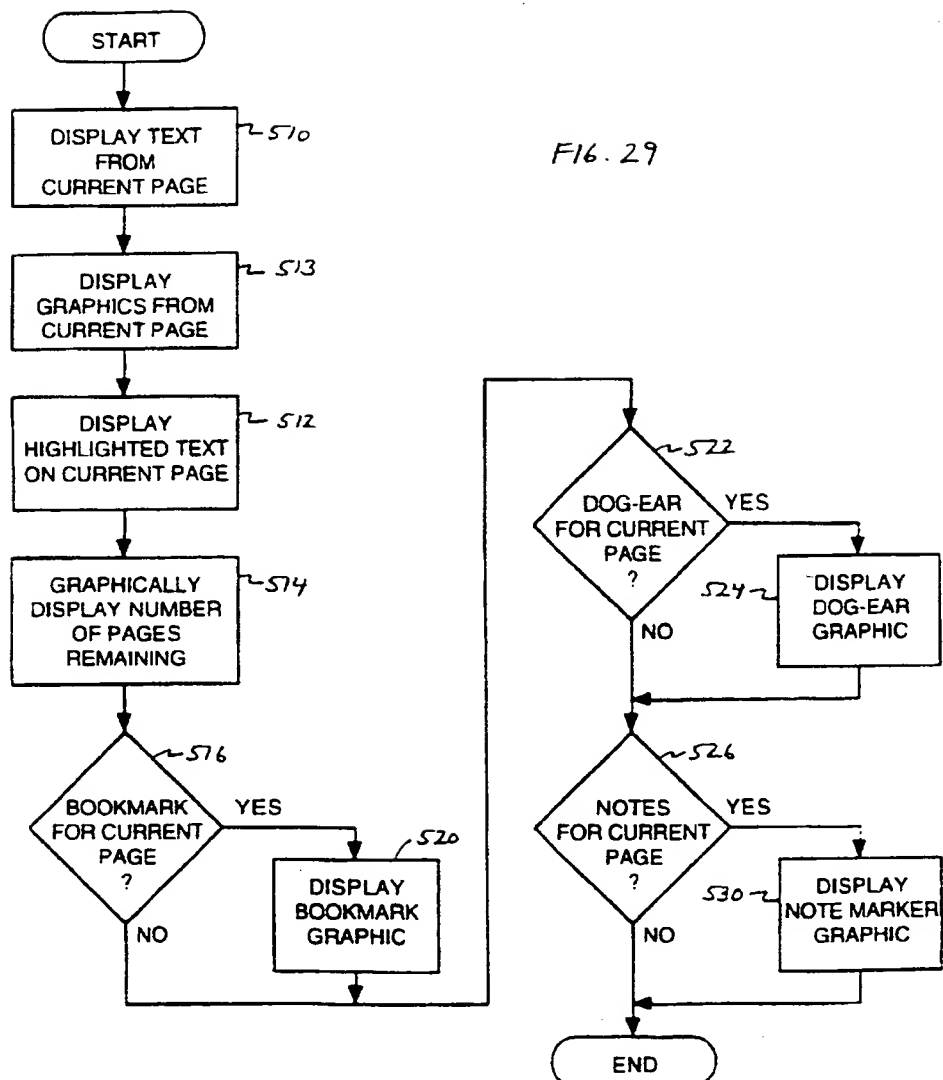 START
DISPLAY TEXT
FROM
CURRENT PAGE
510
FIG. 29
DISPLAY
GRAPHICS FROM
CURRENT PAGE
513
DISPLAY
HIGHLIGHTED TEXT
ON CURRENT PAGE
512
GRAPHICALLY
DISPLAY NUMBER
OF PAGES
REMAINING
514
BOOKMARK
FOR CURRENT
PAGE
?
516
YES
NO
520
DISPLAY
BOOKMARK
GRAPHIC
522
DOG-EAR
FOR CURRENT
PAGE
?
YES
NO
524
DISPLAY
DOG-EAR
GRAPHIC
526
NOTES
FOR CURRENT
PAGE
?
YES
NO
530
DISPLAY
NOTE MARKER
GRAPHIC
END